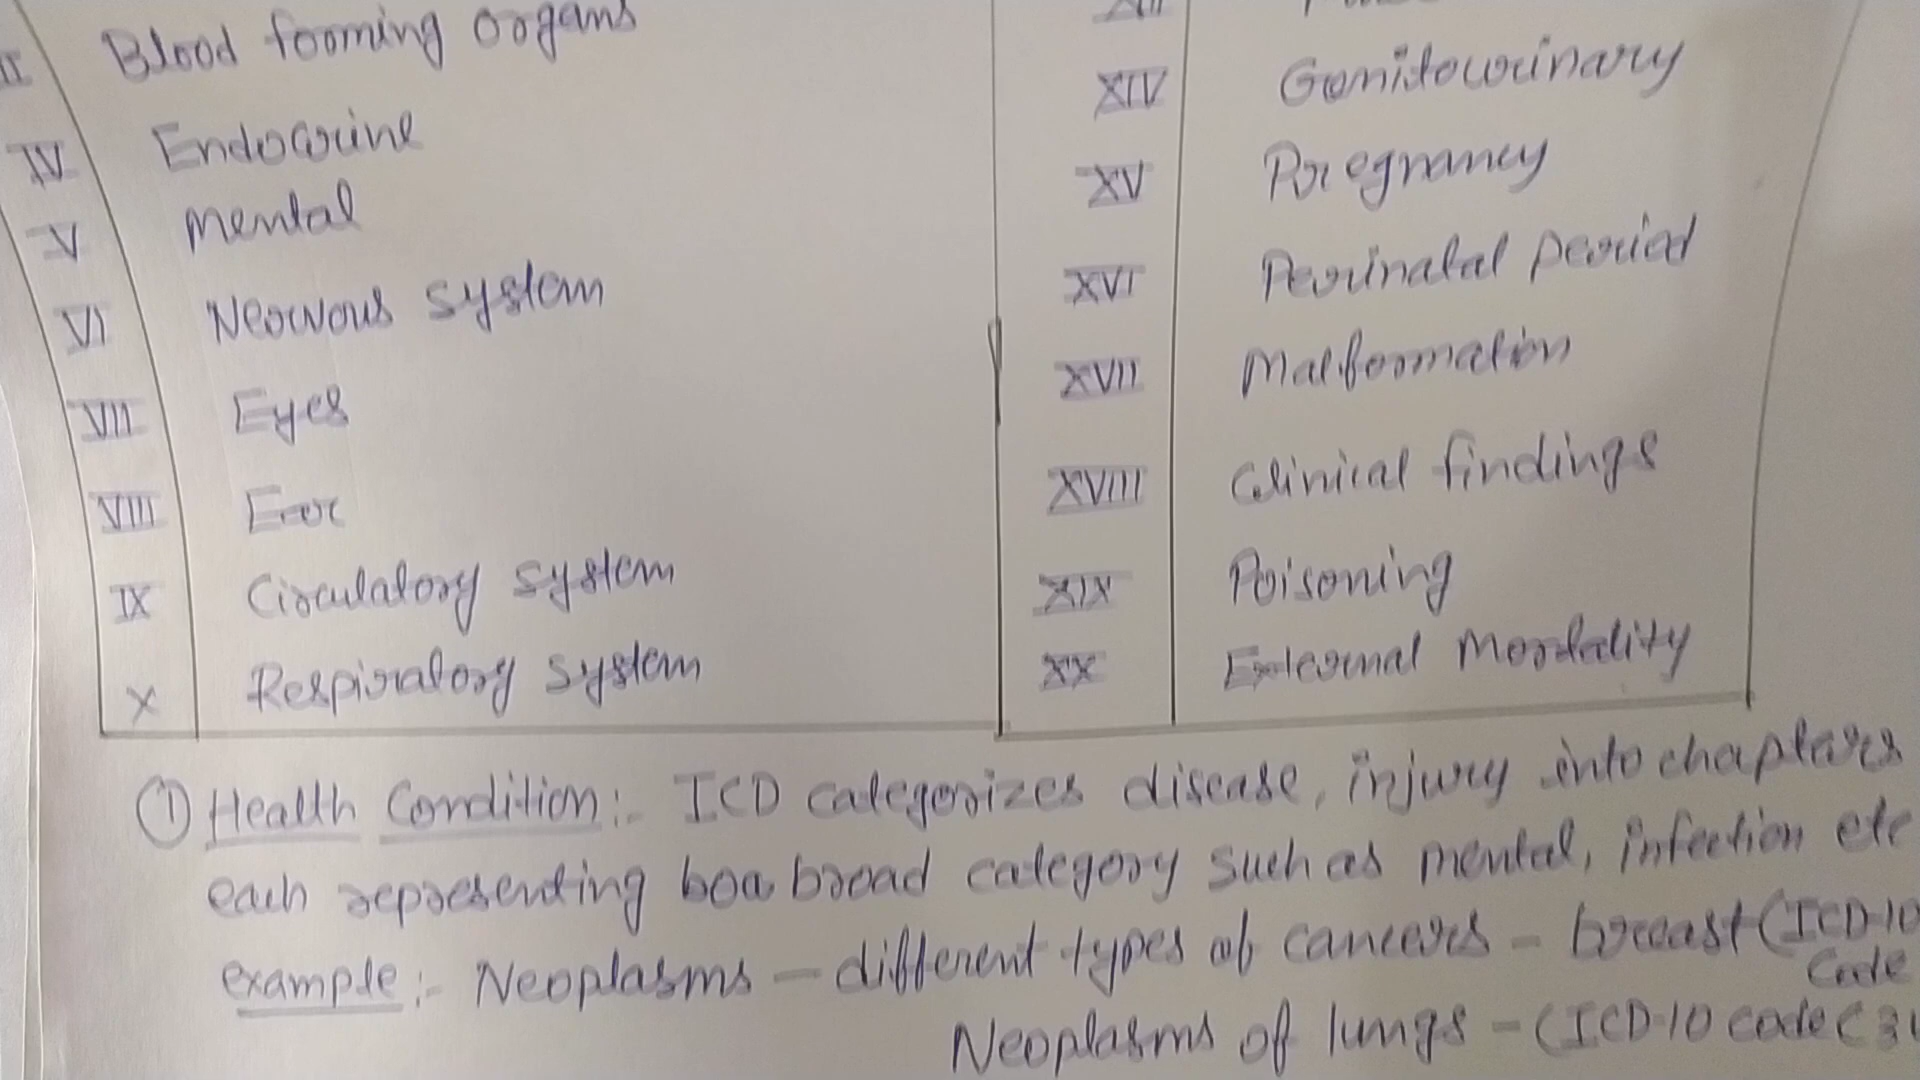 Blood forming organs
IV Endocrine
V Mental
VI Nervous system
VII Eyes
VIII Ear
IX Circulatory system
X Respiratory system
XIV Genitourinary
XV Pregnancy
XVI Perinatal period
XVII Malformation
XVIII Clinical findings
XIX Poisoning
XX External Mortality
① Health Condition:- ICD categorizes disease, injury into chapters
each representing boa broad category such as mental, infection etc
example:- Neoplasms - different types of cancers - breast (ICD-10
Code
Neoplasms of lungs - (ICD-10 code C3